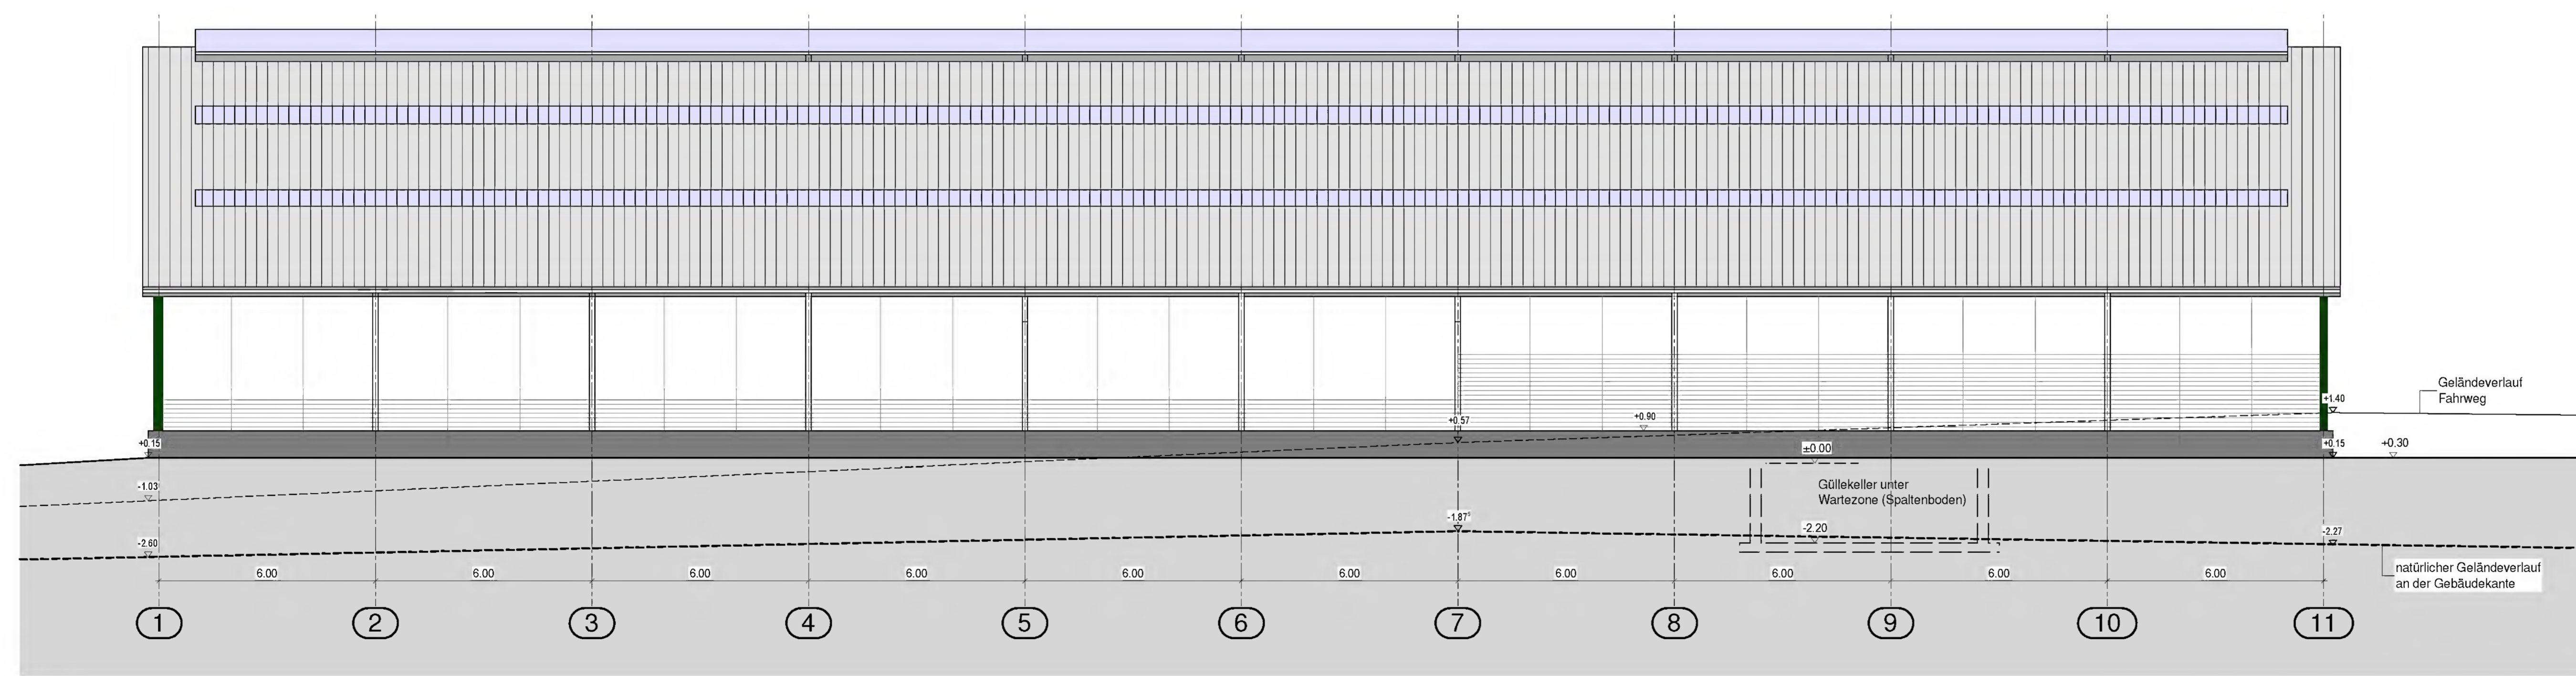 Geländeverlauf
Fahrweg
+1.40
+0.57
+0.90
+0.15
±0.00
+0.15
+0.30
Güllekeller unter
Wartezone (Spaltenboden)
-1.03
-1.87⁵
-2.20
-2.60
-2.27
natürlicher Geländeverlauf
an der Gebäudekante
6.00 6.00 6.00 6.00 6.00 6.00 6.00 6.00 6.00 6.00
1 2 3 4 5 6 7 8 9 10 11